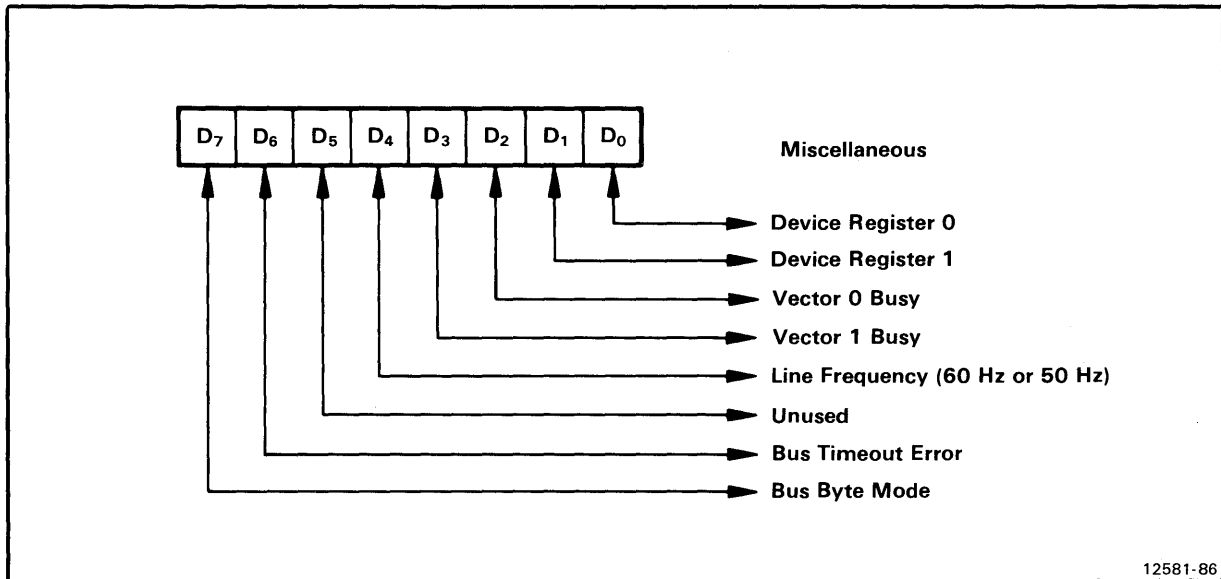 D7 D6 D5 D4 D3 D2 D1 D0
Miscellaneous
Device Register 0
Device Register 1
Vector 0 Busy
Vector 1 Busy
Line Frequency (60 Hz or 50 Hz)
Unused
Bus Timeout Error
Bus Byte Mode
12581-86